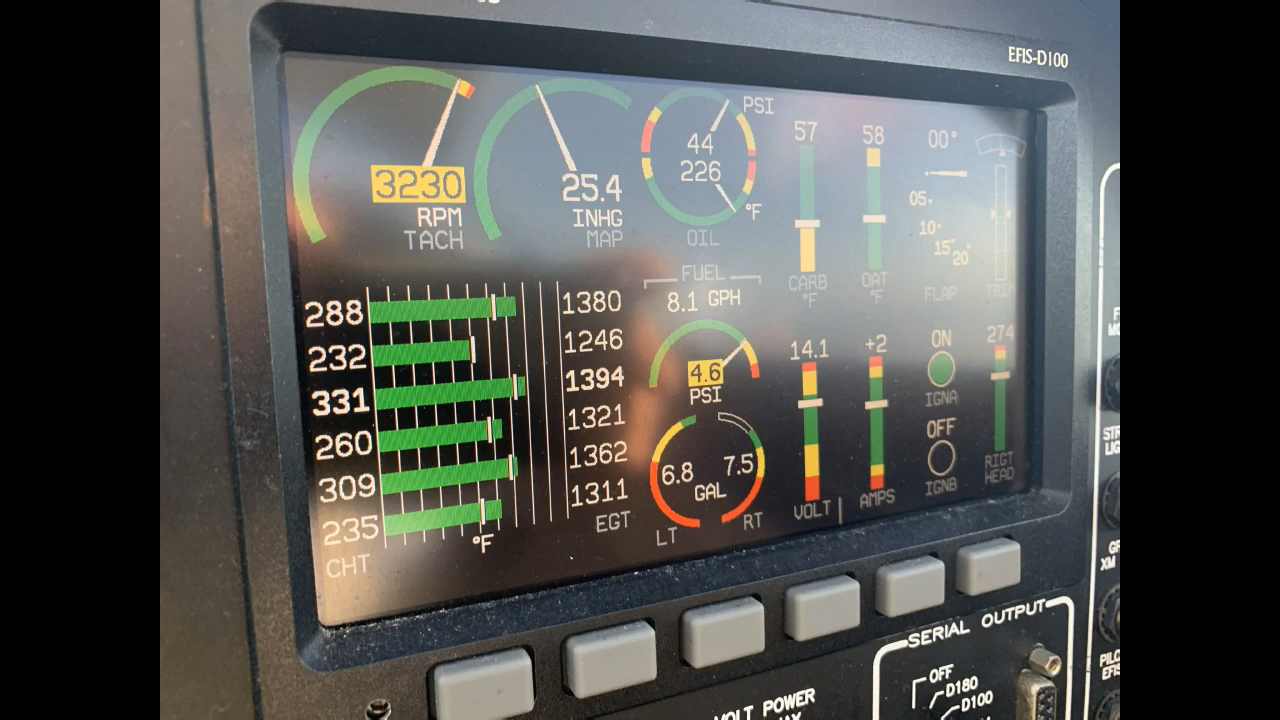 EFIS-D100
3230
RPM
TACH
25.4
INHG
MAP
PSI
44
226
°F
OIL
57
CARB
°F
58
OAT
°F
00°
05
10°
15°
20°
FLAP
TRIM
288
232
331
260
309
235
°F
CHT
1380
1246
1394
1321
1362
1311
EGT
FUEL
8.1 GPH
4.6
PSI
6.8
7.5
GAL
LT
RT
14.1
VOLT
+2
AMPS
ON
IGNA
OFF
IGNB
274
RIGT
HEAD
SERIAL OUTPUT
OFF
D180
D100
VOLT POWER